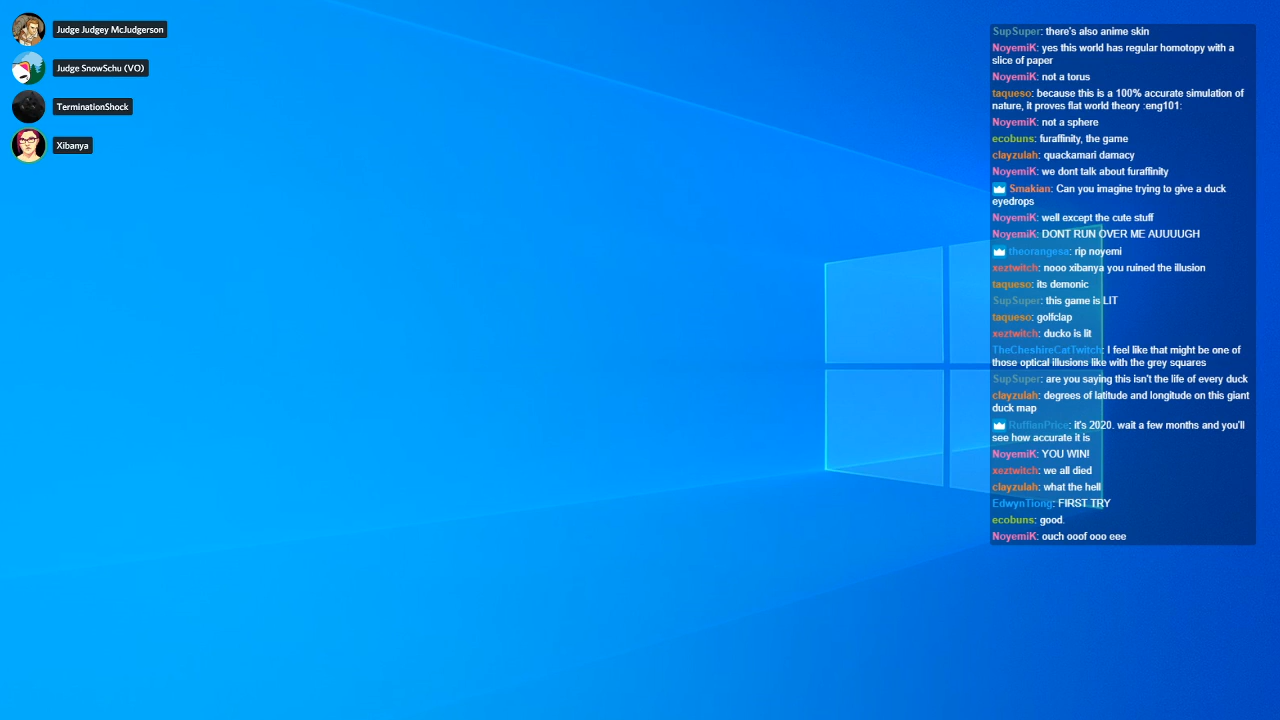 Judge Judgey McJudgerson
Judge SnowSchu (VO)
TerminationShock
Xibanya
SupSuper: there's also anime skin
NoyemiK: yes this world has regular homotopy with a
slice of paper
NoyemiK: not a torus
taqueso: because this is a 100% accurate simulation of
nature, it proves flat world theory :eng101:
NoyemiK: not a sphere
ecobuns: furaffinity, the game
clayzulah: quackamari damacy
NoyemiK: we dont talk about furaffinity
Smakian: Can you imagine trying to give a duck
eyedrops
NoyemiK: well except the cute stuff
NoyemiK: DONT RUN OVER ME AUUUUGH
theorangesa: rip noyemi
xeztwitch: nooo xibanya you ruined the illusion
taqueso: its demonic
SupSuper: this game is LIT
taqueso: golfclap
xeztwitch: ducko is lit
TheCheshireCatTwitch: I feel like that might be one of
those optical illusions like with the grey squares
SupSuper: are you saying this isn't the life of every duck
clayzulah: degrees of latitude and longitude on this giant
duck map
RuffianPrice: it's 2020. wait a few months and you'll
see how accurate it is
NoyemiK: YOU WIN!
xeztwitch: we all died
clayzulah: what the hell
EdwynTiong: FIRST TRY
ecobuns: good.
NoyemiK: ouch ooof ooo eee